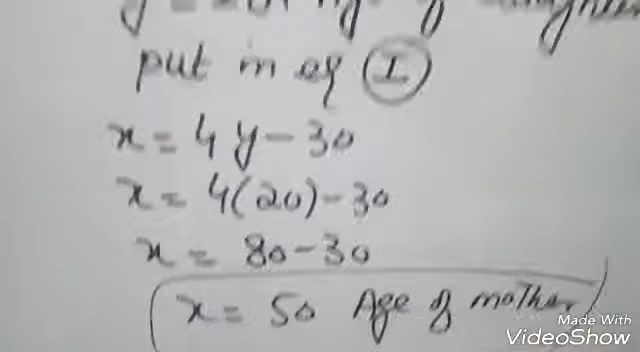 put in eq (I)
x = 4y - 30
x = 4(20) - 30
x = 80 - 30
x = 50 Age of mother
Made With
VideoShow